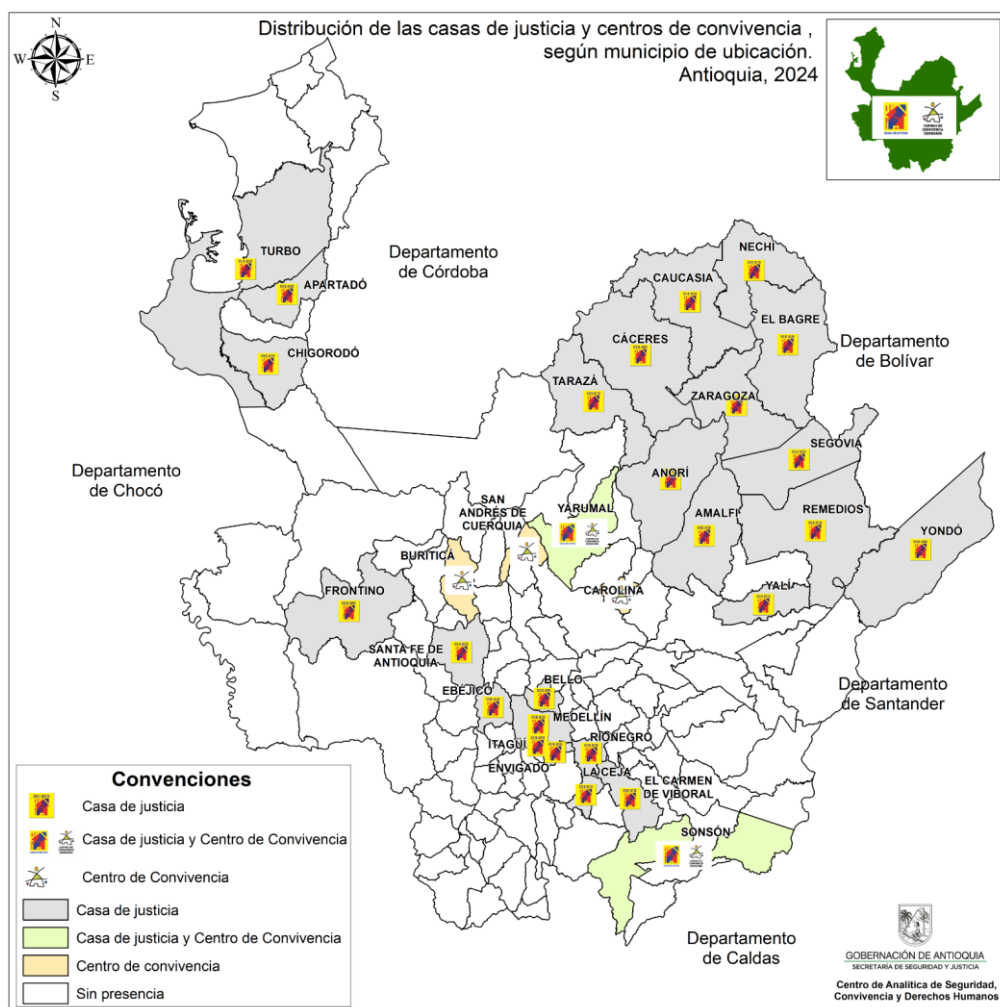 Distribución de las casas de justicia y centros de convivencia ,
según municipio de ubicación.
Antioquia, 2024
N
W
E
S
Departamento
de Córdoba
TURBO
APARTADÓ
CHIGORODÓ
NECHÍ
CAUCASIA
EL BAGRE
CÁCERES
Departamento
de Bolívar
TARAZÁ
ZARAGOZA
SEGOVIA
Departamento
de Chocó
ANORÍ
SAN
ANDRÉS DE
CUERQUIA
YARUMAL
AMALFI
REMEDIOS
YONDÓ
BURITICÁ
FRONTINO
CAROLINA
YALÍ
SANTA FE DE
ANTIOQUIA
BELLO
EBÉJICO
Departamento
de Santander
MEDELLÍN
RIONEGRO
ITAGÜÍ
ENVIGADO
LA CEJA
EL CARMEN
DE VIBORAL
SONSÓN
Convenciones
Casa de justicia
Casa de justicia y Centro de Convivencia
Centro de Convivencia
Casa de justicia
Casa de justicia y Centro de Convivencia
Centro de convivencia
Sin presencia
Departamento
de Caldas
GOBERNACIÓN DE ANTIOQUIA
SECRETARÍA DE SEGURIDAD Y JUSTICIA
Centro de Analítica de Seguridad,
Convivencia y Derechos Humanos